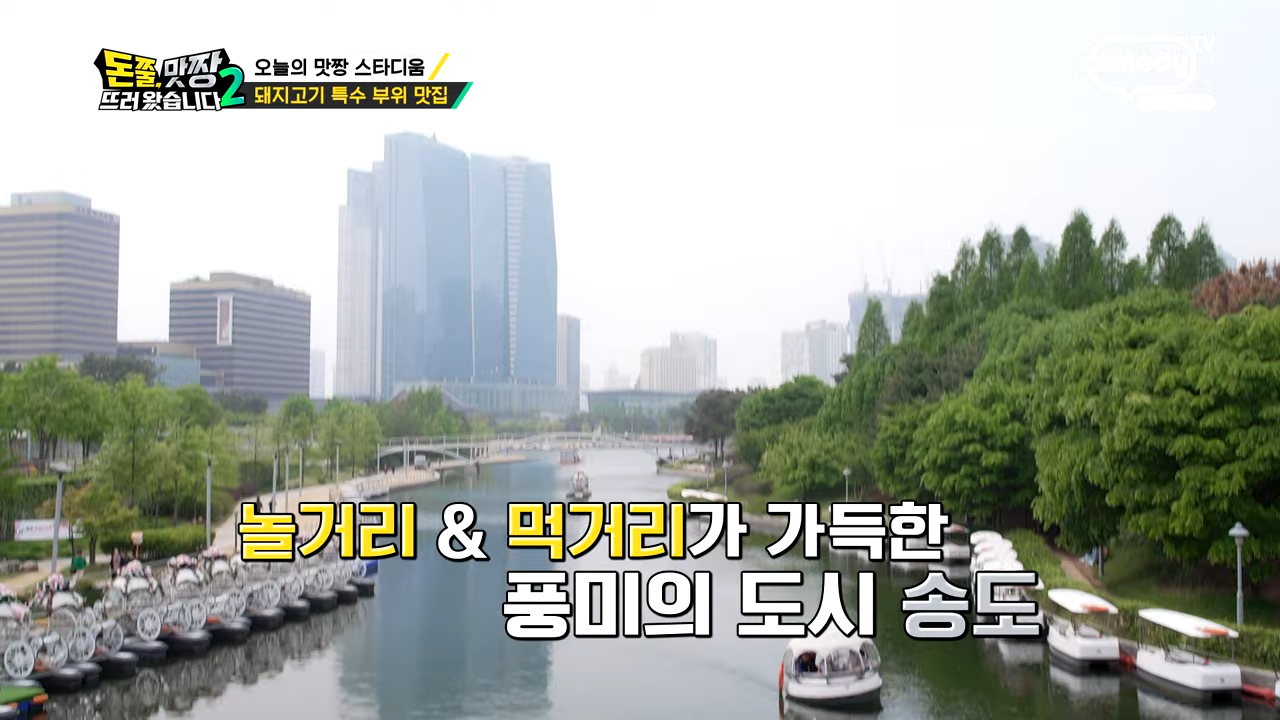 돈쭐, 맛짱
뜨러 왔습니다 2
오늘의 맛짱 스타디움
돼지고기 특수 부위 맛집
Comedy TV
놀거리 & 먹거리가 가득한
풍미의 도시 송도